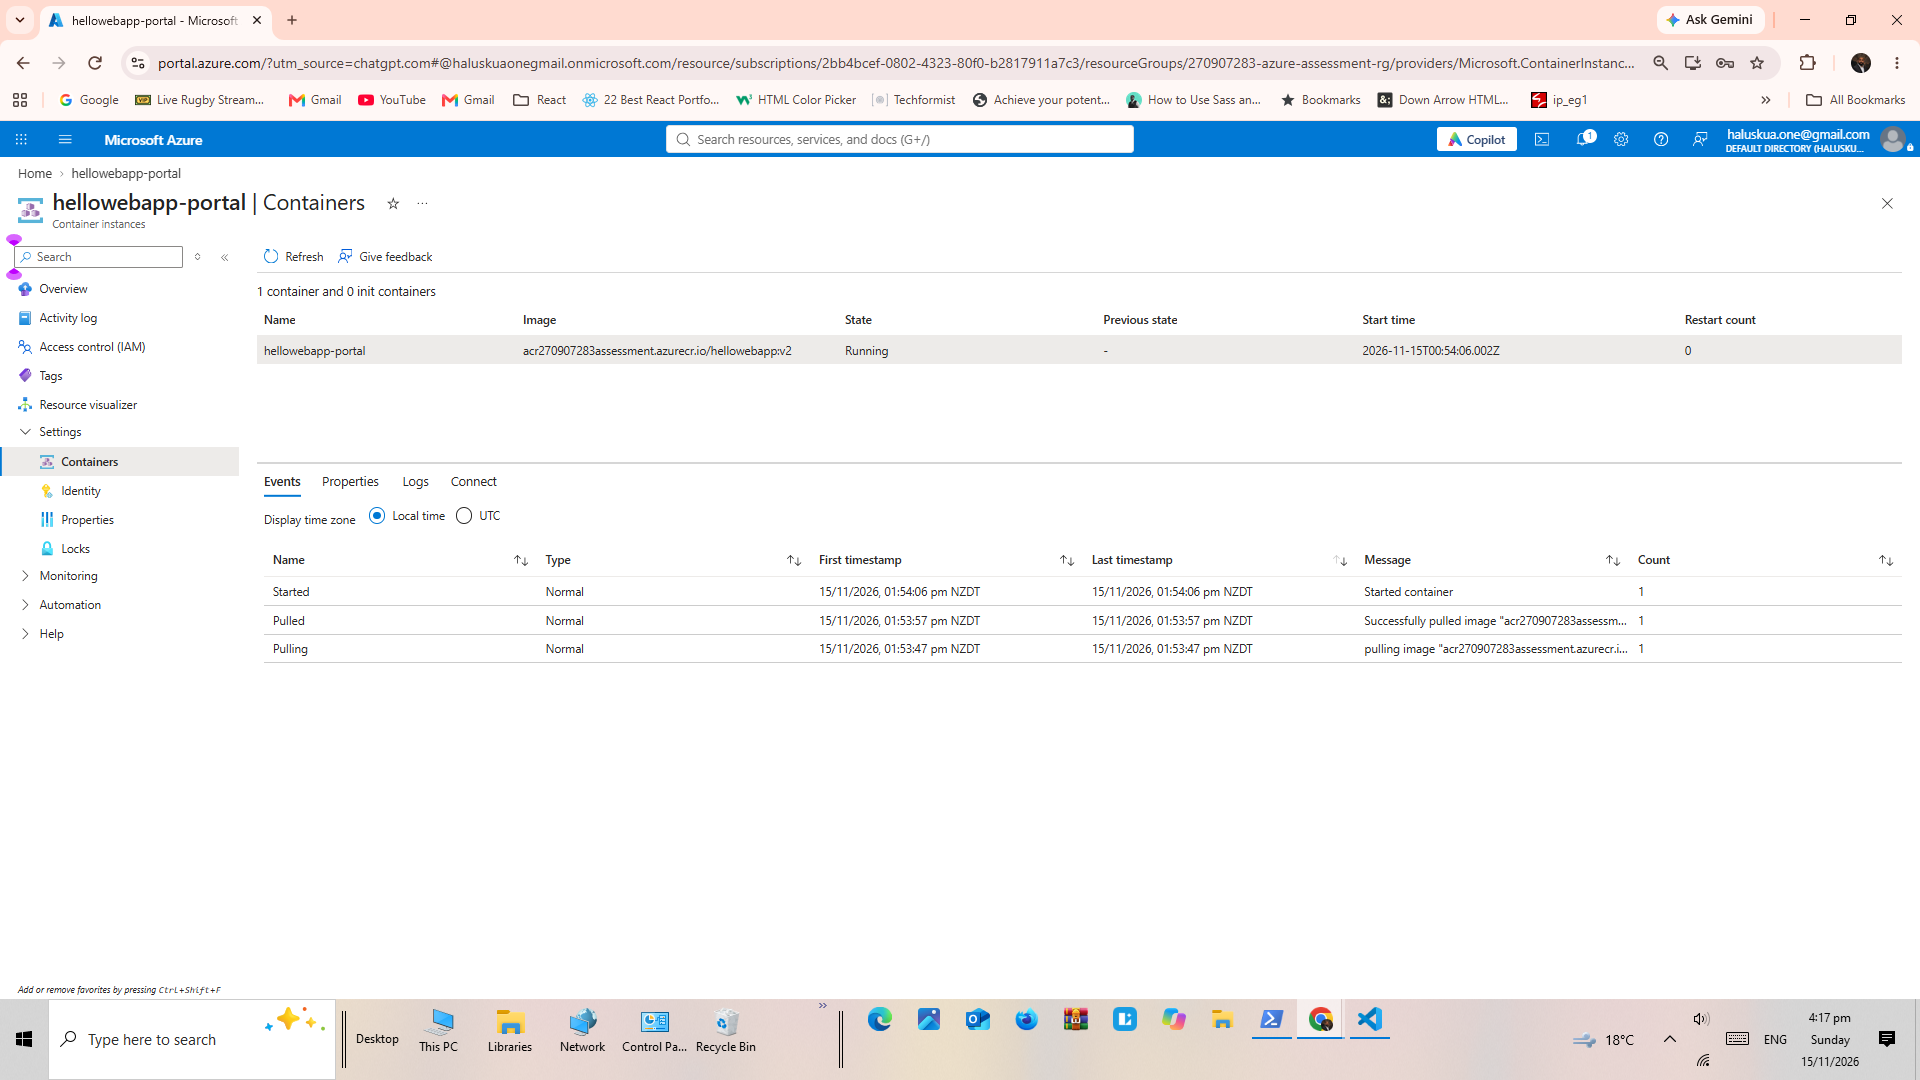 hellowebapp-portal - Microsoft
Ask Gemini
portal.azure.com/?utm_source=chatgpt.com#@haluskuaonegmail.onmicrosoft.com/resource/subscriptions/2bb4bcef-0802-4323-80f0-b2817911a7c3/resourceGroups/270907283-azure-assessment-rg/providers/Microsoft.ContainerInstanc...
Google Live Rugby Stream... Gmail YouTube Gmail React 22 Best React Portfo... HTML Color Picker Techformist Achieve your potent... How to Use Sass an... Bookmarks Down Arrow HTML... ip_eg1 » All Bookmarks
Microsoft Azure
Search resources, services, and docs (G+/)
Copilot
1
haluskua.one@gmail.com
DEFAULT DIRECTORY (HALUSKU...
Home > hellowebapp-portal
hellowebapp-portal | Containers ...
Container instances
Search
Overview
Activity log
Access control (IAM)
Tags
Resource visualizer
Settings
Containers
Identity
Properties
Locks
Monitoring
Automation
Help
Refresh Give feedback
1 container and 0 init containers
Name Image State Previous state Start time Restart count
hellowebapp-portal acr270907283assessment.azurecr.io/hellowebapp:v2 Running - 2026-11-15T00:54:06.002Z 0
Events Properties Logs Connect
Display time zone Local time UTC
Name Type First timestamp Last timestamp Message Count
Started Normal 15/11/2026, 01:54:06 pm NZDT 15/11/2026, 01:54:06 pm NZDT Started container 1
Pulled Normal 15/11/2026, 01:53:57 pm NZDT 15/11/2026, 01:53:57 pm NZDT Successfully pulled image "acr270907283assessm... 1
Pulling Normal 15/11/2026, 01:53:47 pm NZDT 15/11/2026, 01:53:47 pm NZDT pulling image "acr270907283assessment.azurecr.i... 1
Add or remove favorites by pressing Ctrl+Shift+F
Type here to search
Desktop
This PC
Libraries
Network
Control Pa...
Recycle Bin
»
18°C
ENG
4:17 pm
Sunday
15/11/2026